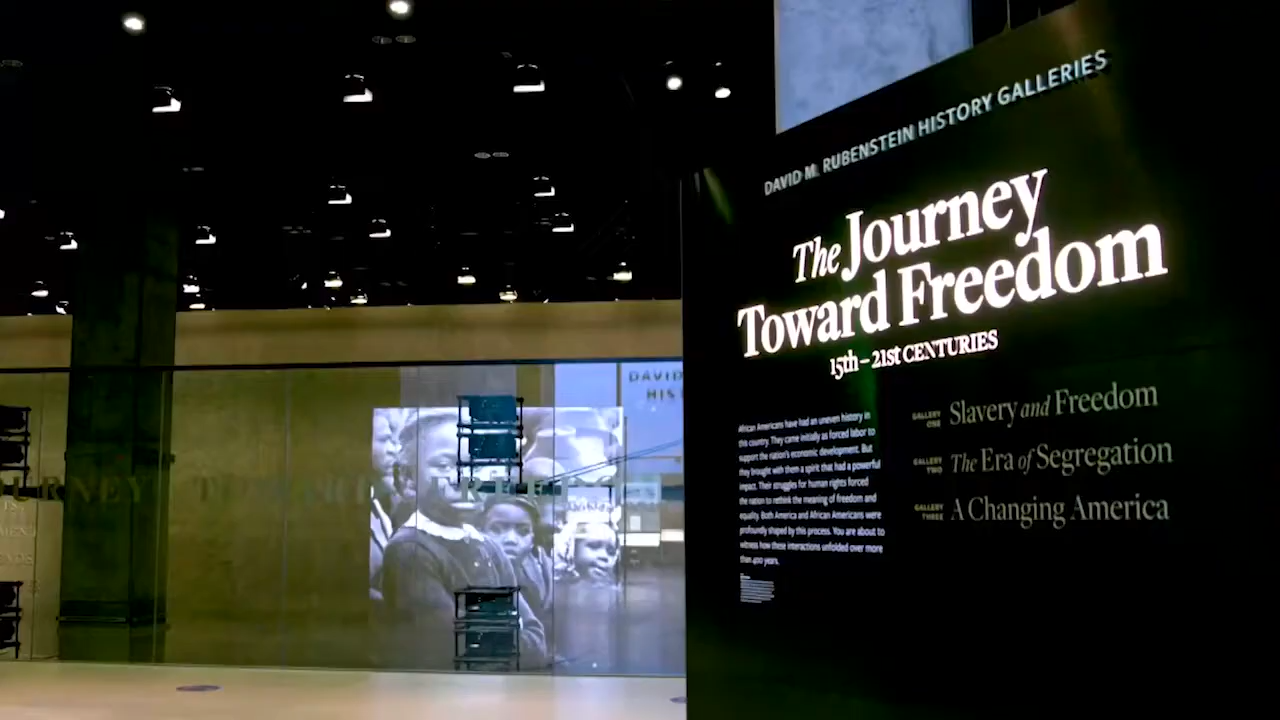 DAVID M. RUBENSTEIN HISTORY GALLERIES
The Journey
Toward Freedom
15th – 21st CENTURIES
African Americans have had an uneven history in
this country. They came initially as forced labor to
support the nation's economic development. But
they brought with them a spirit that had a powerful
impact. Their struggles for human rights forced
the nation to rethink the meaning of freedom and
equality. Both America and African Americans were
profoundly shaped by this process. You are about to
witness how these interactions unfolded over more
than 400 years.
GALLERY
ONE
Slavery and Freedom
GALLERY
TWO
The Era of Segregation
GALLERY
THREE
A Changing America
DAVID
HIST
URNEY TOWARD FREE